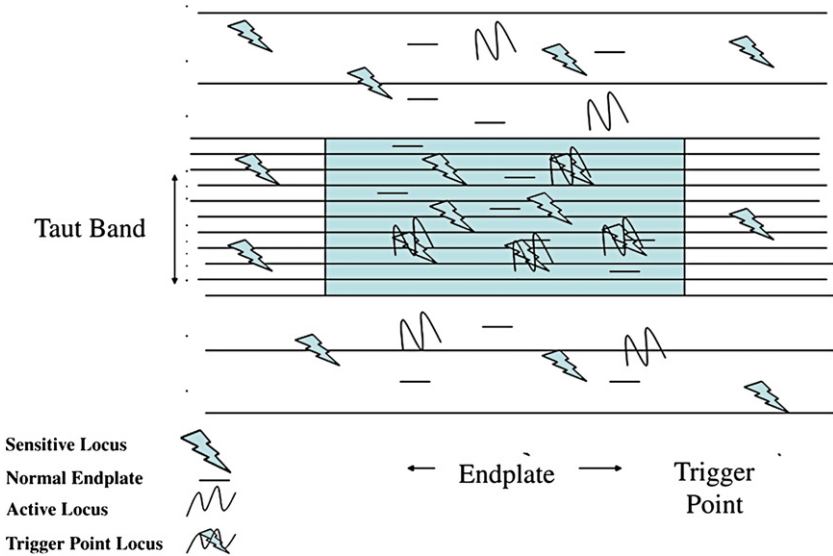 Taut Band
Sensitive Locus
Normal Endplate
Active Locus
Trigger Point Locus
Endplate
Trigger
Point